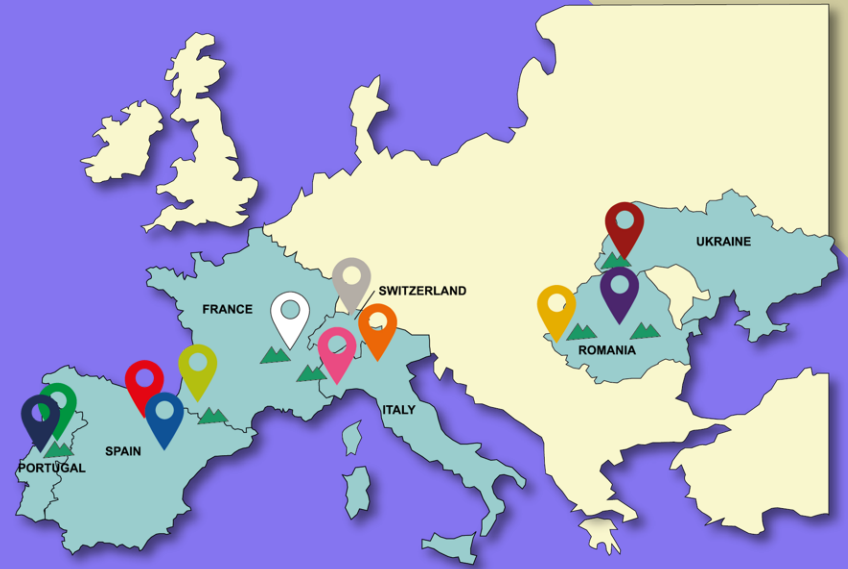 UKRAINE
SWITZERLAND
FRANCE
ROMANIA
ITALY
SPAIN
PORTUGAL